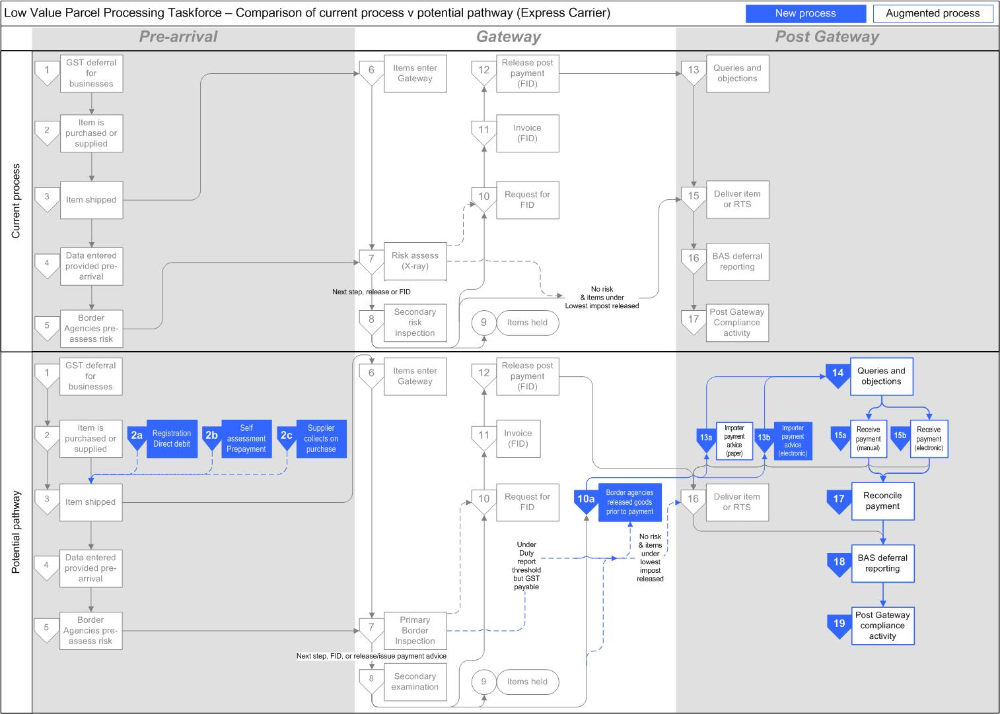 Low Value Parcel Processing Taskforce – Comparison of current process v potential pathway (Express Carrier)
New process
Augmented process
Pre-arrival
Gateway
Post Gateway
Current process
1
GST deferral
for
businesses
2
Item is
purchased or
supplied
3
Item shipped
4
Data entered
provided pre-
arrival
5
Border
Agencies pre-
assess risk
6
Items enter
Gateway
7
Risk assess
(X-ray)
Next step, release or FID
8
Secondary
risk
inspection
9
Items held
10
Request for
FID
11
Invoice
(FID)
12
Release post
payment
(FID)
No risk
& items under
Lowest impost released
13
Queries and
objections
15
Deliver item
or RTS
16
BAS deferral
reporting
17
Post Gateway
Compliance
activity
Potential pathway
1
GST deferral
for
businesses
2
Item is
purchased or
supplied
2a
Registration
Direct debit
2b
Self
assessment
Prepayment
2c
Supplier
collects on
purchase
3
Item shipped
4
Data entered
provided pre-
arrival
5
Border
Agencies pre-
assess risk
6
Items enter
Gateway
7
Primary
Border
Inspection
Next step, FID, or release/issue payment advice
8
Secondary
examination
9
Items held
10
Request for
FID
11
Invoice
(FID)
12
Release post
payment
(FID)
10a
Border agencies
released goods
prior to payment
Under
Duty
report
threshold
but GST
payable
No risk
& items
under
lowest
impost
released
13a
Importer
payment
advice
(paper)
13b
Importer
payment
advice
(electronic)
14
Queries and
objections
15a
Receive
payment
(manual)
15b
Receive
payment
(electronic)
16
Deliver item
or RTS
17
Reconcile
payment
18
BAS deferral
reporting
19
Post Gateway
compliance
activity